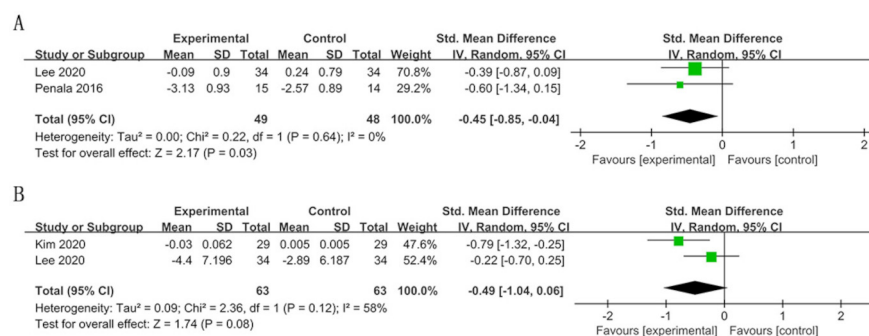 A
Experimental Control Std. Mean Difference Std. Mean Difference
Study or Subgroup Mean SD Total Mean SD Total Weight IV, Random, 95% CI IV, Random, 95% CI
Lee 2020 -0.09 0.9 34 0.24 0.79 34 70.8% -0.39 [-0.87, 0.09]
Penala 2016 -3.13 0.93 15 -2.57 0.89 14 29.2% -0.60 [-1.34, 0.15]
Total (95% CI) 49 48 100.0% -0.45 [-0.85, -0.04]
Heterogeneity: Tau² = 0.00; Chi² = 0.22, df = 1 (P = 0.64); I² = 0%
Test for overall effect: Z = 2.17 (P = 0.03)
-2 -1 0 1 2
Favours [experimental] Favours [control]
B
Experimental Control Std. Mean Difference Std. Mean Difference
Study or Subgroup Mean SD Total Mean SD Total Weight IV, Random, 95% CI IV, Random, 95% CI
Kim 2020 -0.03 0.062 29 0.005 0.005 29 47.6% -0.79 [-1.32, -0.25]
Lee 2020 -4.4 7.196 34 -2.89 6.187 34 52.4% -0.22 [-0.70, 0.25]
Total (95% CI) 63 63 100.0% -0.49 [-1.04, 0.06]
Heterogeneity: Tau² = 0.09; Chi² = 2.36, df = 1 (P = 0.12); I² = 58%
Test for overall effect: Z = 1.74 (P = 0.08)
-2 -1 0 1 2
Favours [experimental] Favours [control]